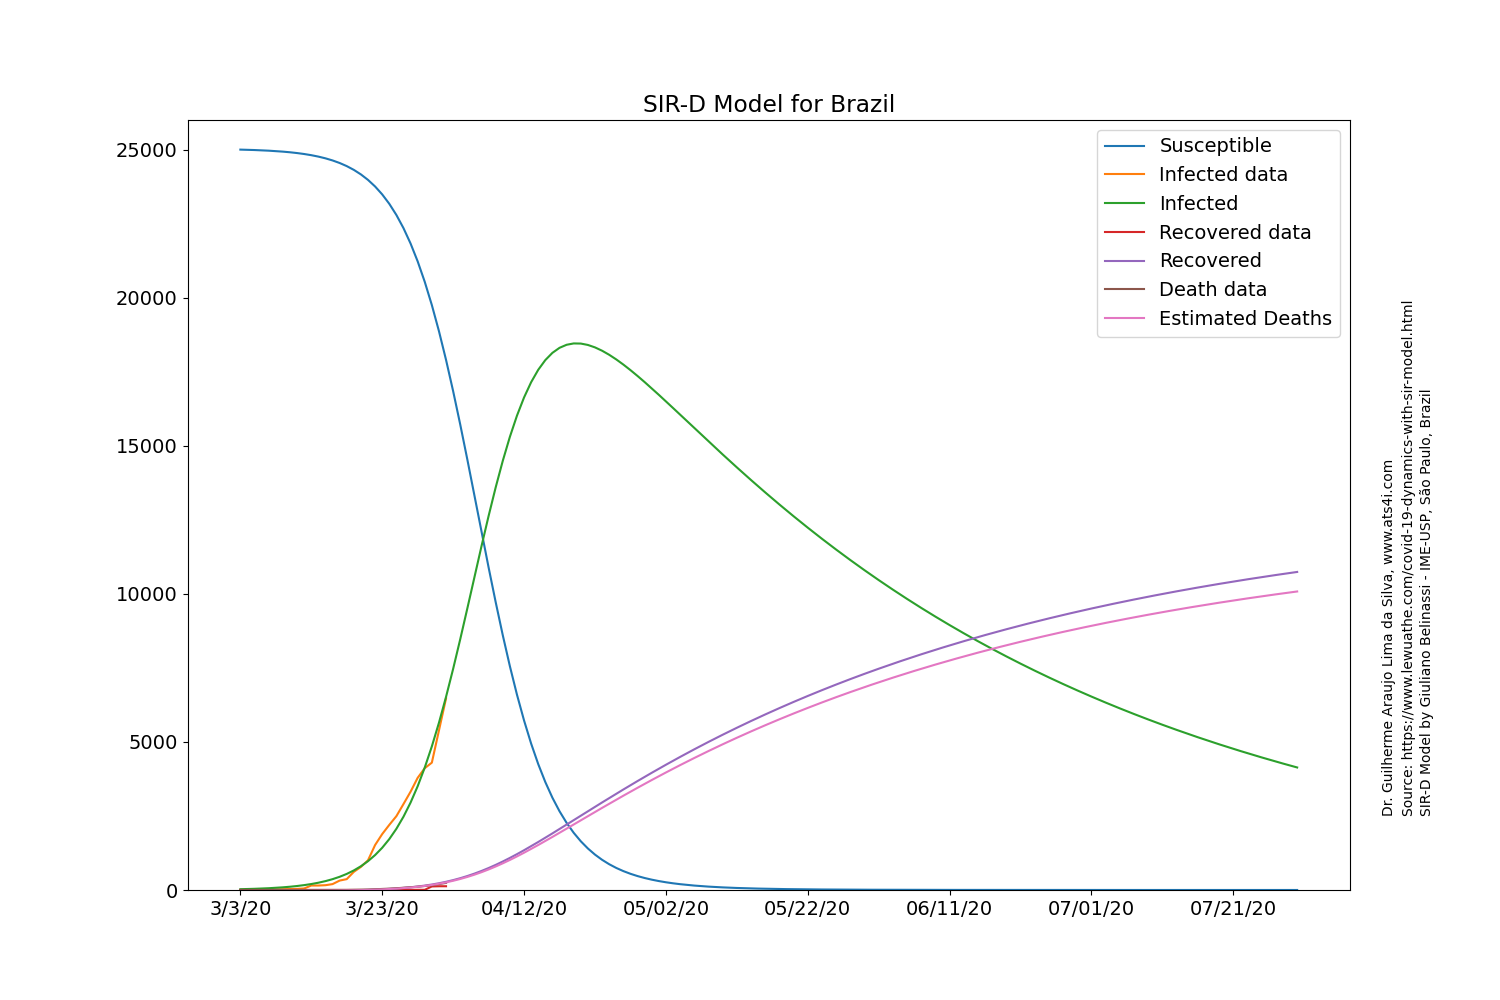 SIR-D Model for Brazil
25000
20000
15000
10000
5000
0
3/3/20
3/23/20
04/12/20
05/02/20
05/22/20
06/11/20
07/01/20
07/21/20
Susceptible
Infected data
Infected
Recovered data
Recovered
Death data
Estimated Deaths
Dr. Guilherme Araujo Lima da Silva, www.ats4i.com
Source: https://www.lewuathe.com/covid-19-dynamics-with-sir-model.html
SIR-D Model by Giuliano Belinassi - IME-USP, São Paulo, Brazil